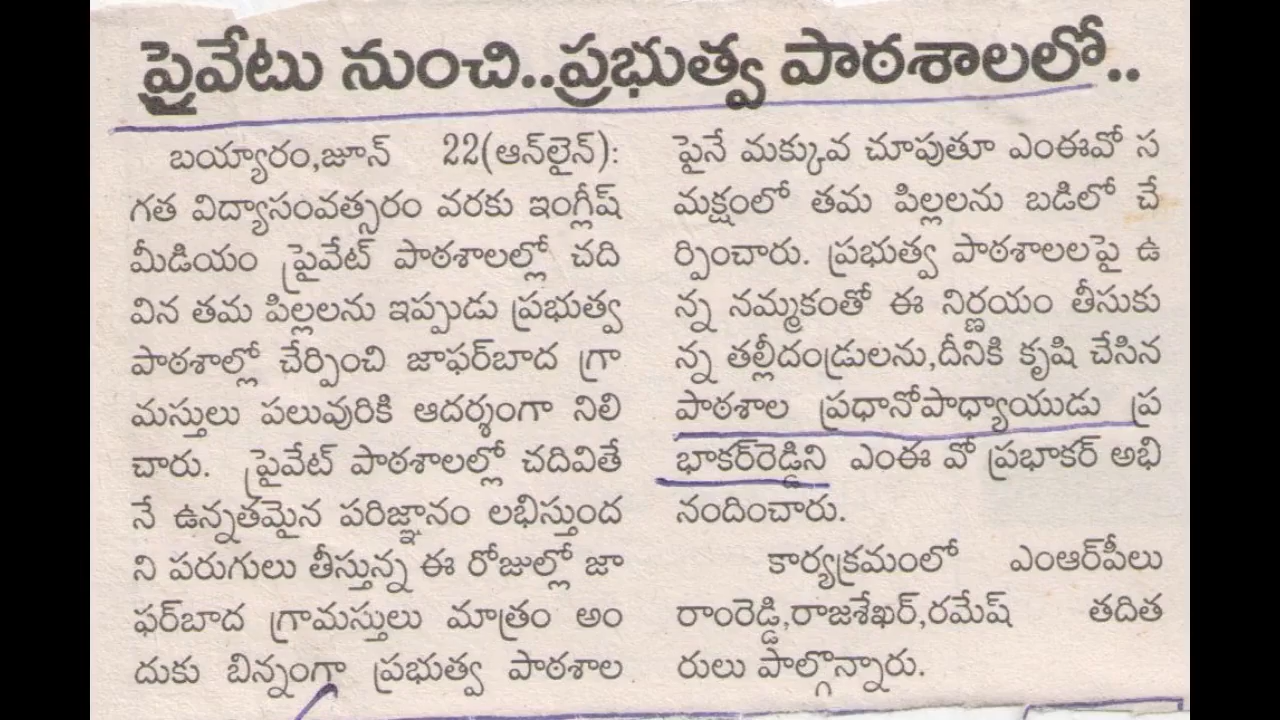 ప్రైవేటు నుంచి..ప్రభుత్వ పాఠశాలలో..
బయ్యారం,జూన్ 22(ఆన్‌లైన్):
గత విద్యాసంవత్సరం వరకు ఇంగ్లీష్
మీడియం ప్రైవేట్ పాఠశాలల్లో చది
విన తమ పిల్లలను ఇప్పుడు ప్రభుత్వ
పాఠశాల్లో చేర్పించి జాఫర్‌బాద గ్రా
మస్తులు పలువురికి ఆదర్శంగా నిలి
చారు. ప్రైవేట్ పాఠశాలల్లో చదివితే
నే ఉన్నతమైన పరిజ్ఞానం లభిస్తుంద
ని పరుగులు తీస్తున్న ఈ రోజుల్లో జా
ఫర్‌బాద గ్రామస్తులు మాత్రం అం
దుకు బిన్నంగా ప్రభుత్వ పాఠశాల
పైనే మక్కువ చూపుతూ ఎంఈవో స
మక్షంలో తమ పిల్లలను బడిలో చే
ర్పించారు. ప్రభుత్వ పాఠశాలలపై ఉ
న్న నమ్మకంతో ఈ నిర్ణయం తీసుకు
న్న తల్లీదండ్రులను,దీనికి కృషి చేసిన
పాఠశాల ప్రధానోపాధ్యాయుడు ప్ర
భాకర్‌రెడ్డిని ఎంఈ వో ప్రభాకర్ అభి
నందించారు.
కార్యక్రమంలో ఎంఆర్‌పీలు
రాంరెడ్డి,రాజశేఖర్,రమేష్ తదిత
రులు పాల్గొన్నారు.